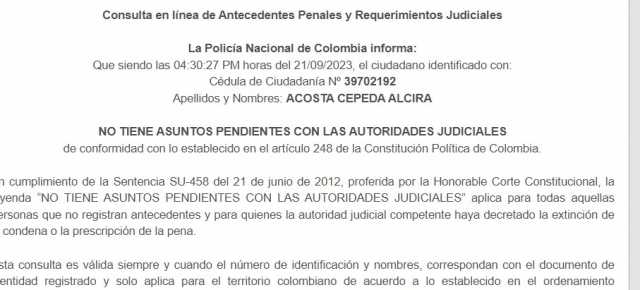 Consulta en línea de Antecedentes Penales y Requerimientos Judiciales
La Policía Nacional de Colombia informa:
Que siendo las 04:30:27 PM horas del 21/09/2023, el ciudadano identificado con:
Cédula de Ciudadanía Nº 39702192
Apellidos y Nombres: ACOSTA CEPEDA ALCIRA
NO TIENE ASUNTOS PENDIENTES CON LAS AUTORIDADES JUDICIALES
de conformidad con lo establecido en el artículo 248 de la Constitución Política de Colombia.
n cumplimiento de la Sentencia SU-458 del 21 de junio de 2012, proferida por la Honorable Corte Constitucional, la
yenda "NO TIENE ASUNTOS PENDIENTES CON LAS AUTORIDADES JUDICIALES" aplica para todas aquellas
ersonas que no registran antecedentes y para quienes la autoridad judicial competente haya decretado la extinción de
condena o la prescripción de la pena.
sta consulta es válida siempre y cuando el número de identificación y nombres, correspondan con el documento de
entidad registrado y solo aplica para el territorio colombiano de acuerdo a lo establecido en el ordenamiento